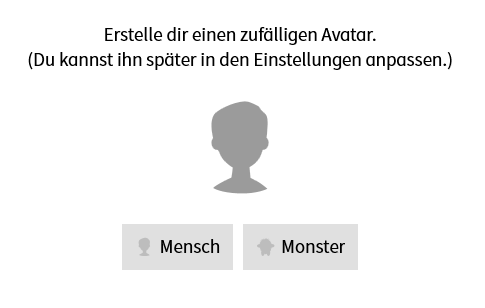 Erstelle dir einen zufälligen Avatar.
(Du kannst ihn später in den Einstellungen anpassen.)
Mensch
Monster